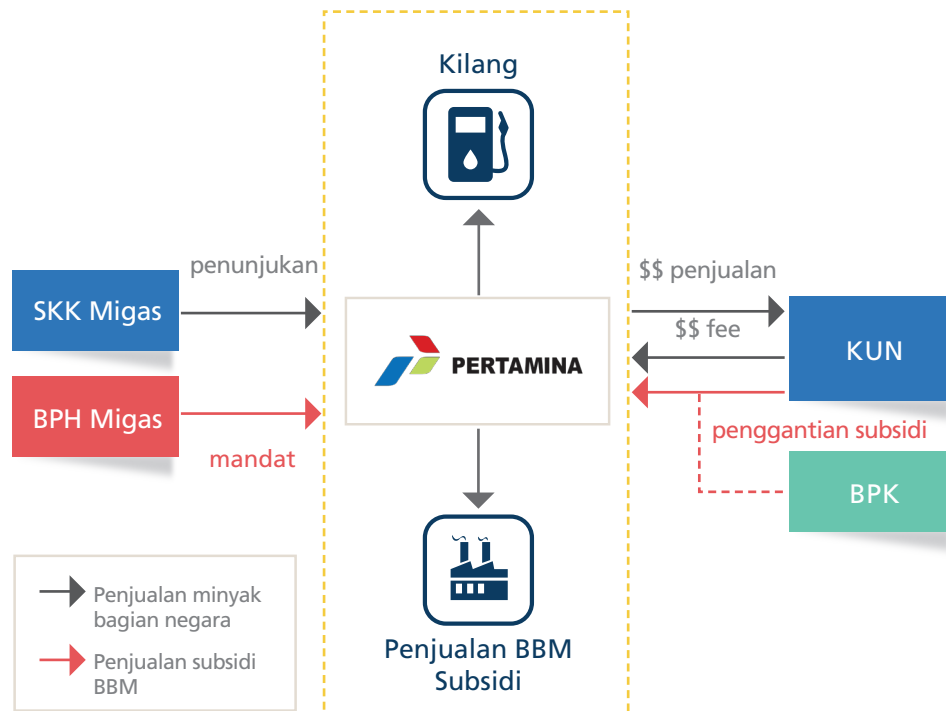 Kilang
penunjukan
$$ penjualan
SKK Migas
$$ fee
KUN
PERTAMINA
BPH Migas
mandat
penggantian subsidi
BPK
Penjualan minyak
bagian negara
Penjualan subsidi
BBM
Penjualan BBM
Subsidi